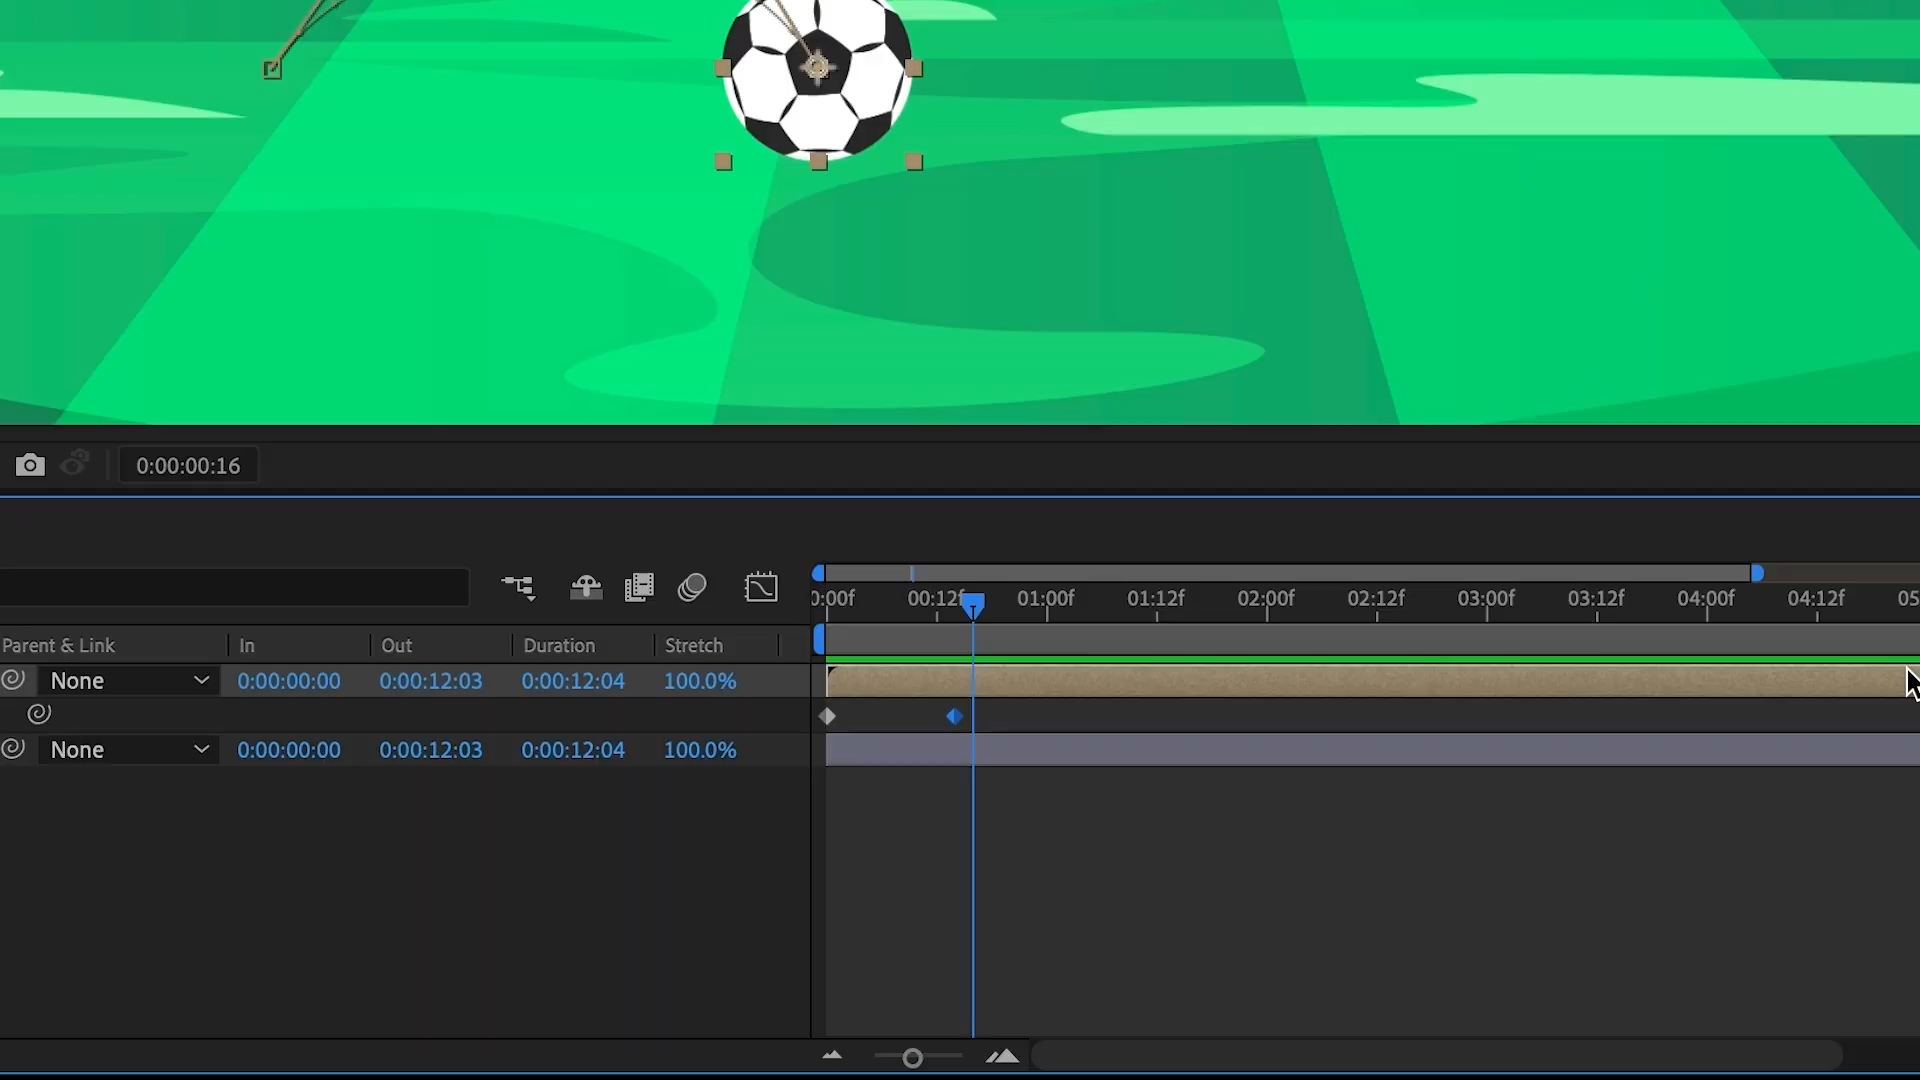 0:00:00:16
0:00f 00:12f 01:00f 01:12f 02:00f 02:12f 03:00f 03:12f 04:00f 04:12f 05
Parent & Link In Out Duration Stretch
None 0:00:00:00 0:00:12:03 0:00:12:04 100.0%
None 0:00:00:00 0:00:12:03 0:00:12:04 100.0%